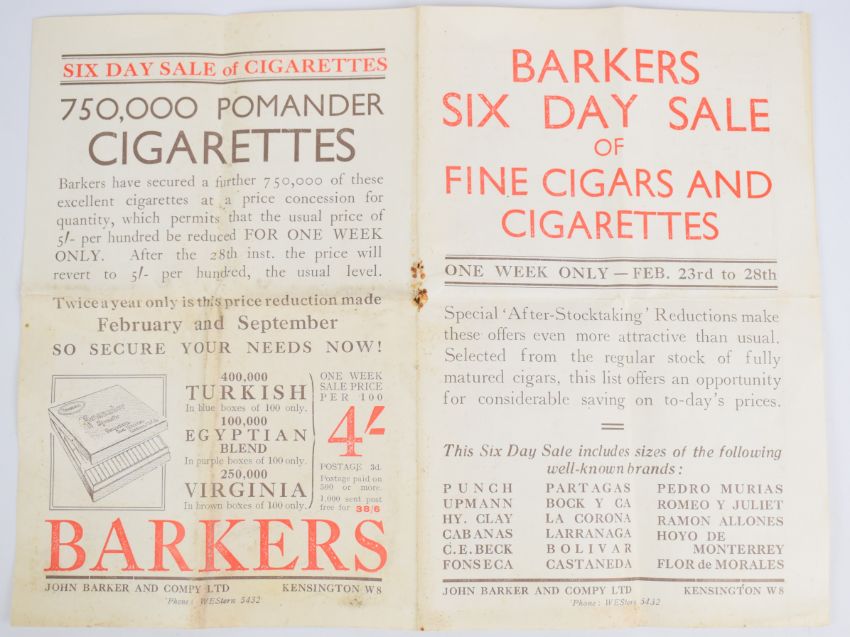 SIX DAY SALE of CIGARETTES
750,000 POMANDER
CIGARETTES
Barkers have secured a further 750,000 of these
excellent cigarettes at a price concession for
quantity, which permits that the usual price of
5/- per hundred be reduced FOR ONE WEEK
ONLY. After the 28th inst. the price will
revert to 5/- per hundred, the usual level.
Twice a year only is this price reduction made
February and September
SO SECURE YOUR NEEDS NOW!
400,000
TURKISH
In blue boxes of 100 only.
100,000
EGYPTIAN
BLEND
In purple boxes of 100 only.
250,000
VIRGINIA
In brown boxes of 100 only.
ONE WEEK
SALE PRICE
PER 100
4/-
POSTAGE 3d.
Postage paid on
500 or more.
1,000 sent post
free for 38/6
BARKERS
JOHN BARKER AND COMPY LTD KENSINGTON W8
'Phone: WEStern 5432
BARKERS
SIX DAY SALE
OF
FINE CIGARS AND
CIGARETTES
ONE WEEK ONLY — FEB. 23rd to 28th
Special 'After-Stocktaking' Reductions make
these offers even more attractive than usual.
Selected from the regular stock of fully
matured cigars, this list offers an opportunity
for considerable saving on to-day's prices.
This Six Day Sale includes sizes of the following
well-known brands:
PUNCH PARTAGAS PEDRO MURIAS
UPMANN BOCK Y CA ROMEO Y JULIET
HY. CLAY LA CORONA RAMON ALLONES
CABANAS LARRANAGA HOYO DE
C.E. BECK BOLIVAR MONTERREY
FONSECA CASTANEDA FLOR de MORALES
JOHN BARKER AND COMPY LTD KENSINGTON W8
'Phone: WEStern 5432